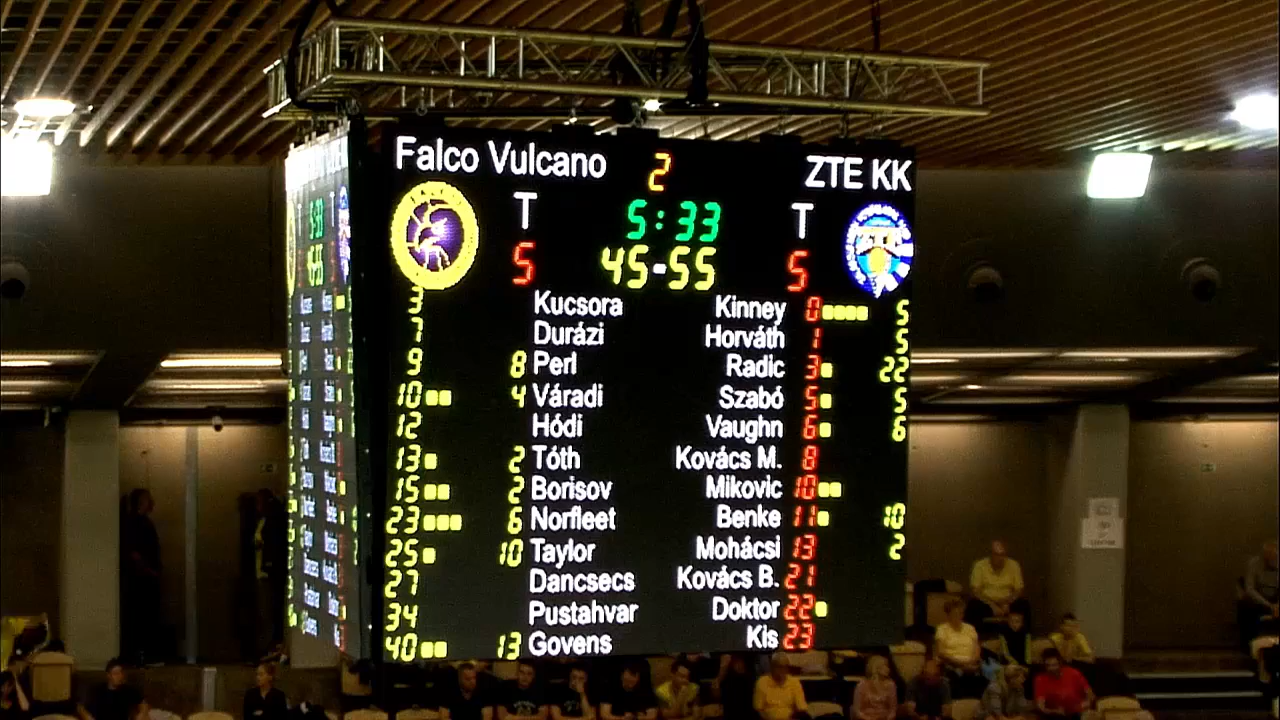 Falco Vulcano 2 ZTE KK
T 5:33 T
5 45-55 5
3 Kucsora Kinney 0 5
7 Durázi Horváth 1 5
9 8 Perl Radic 3 22
10 4 Váradi Szabó 5 5
12 Hódi Vaughn 6 6
13 2 Tóth Kovács M. 8
15 2 Borisov Mikovic 10
23 6 Norfleet Benke 11 10
25 10 Taylor Mohácsi 13 2
27 Dancsecs Kovács B. 21
34 Pustahvar Doktor 22
40 13 Govens Kis 23